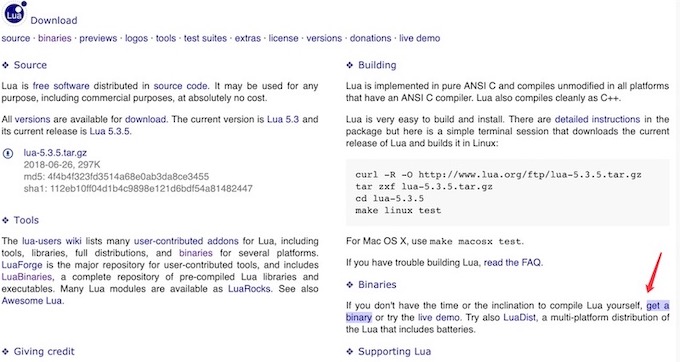 Lua Download
source · binaries · previews · logos · tools · test suites · extras · license · versions · donations · live demo
❖ Source
Lua is free software distributed in source code. It may be used for any
purpose, including commercial purposes, at absolutely no cost.
All versions are available for download. The current version is Lua 5.3 and
its current release is Lua 5.3.5.
lua-5.3.5.tar.gz
2018-06-26, 297K
md5: 4f4b4f323fd3514a68e0ab3da8ce3455
sha1: 112eb10ff04d1b4c9898e121d6bdf54a81482447
❖ Tools
The lua-users wiki lists many user-contributed addons for Lua, including
tools, libraries, full distributions, and binaries for several platforms.
LuaForge is the major repository for user-contributed tools, and includes
LuaBinaries, a complete repository of pre-compiled Lua libraries and
executables. Many Lua modules are available as LuaRocks. See also
Awesome Lua.
❖ Giving credit
❖ Building
Lua is implemented in pure ANSI C and compiles unmodified in all platforms
that have an ANSI C compiler. Lua also compiles cleanly as C++.
Lua is very easy to build and install. There are detailed instructions in the
package but here is a simple terminal session that downloads the current
release of Lua and builds it in Linux:
curl -R -O http://www.lua.org/ftp/lua-5.3.5.tar.gz
tar zxf lua-5.3.5.tar.gz
cd lua-5.3.5
make linux test
For Mac OS X, use make macosx test.
If you have trouble building Lua, read the FAQ.
❖ Binaries
If you don't have the time or the inclination to compile Lua yourself, get a
binary or try the live demo. Try also LuaDist, a multi-platform distribution of
the Lua that includes batteries.
❖ Supporting Lua